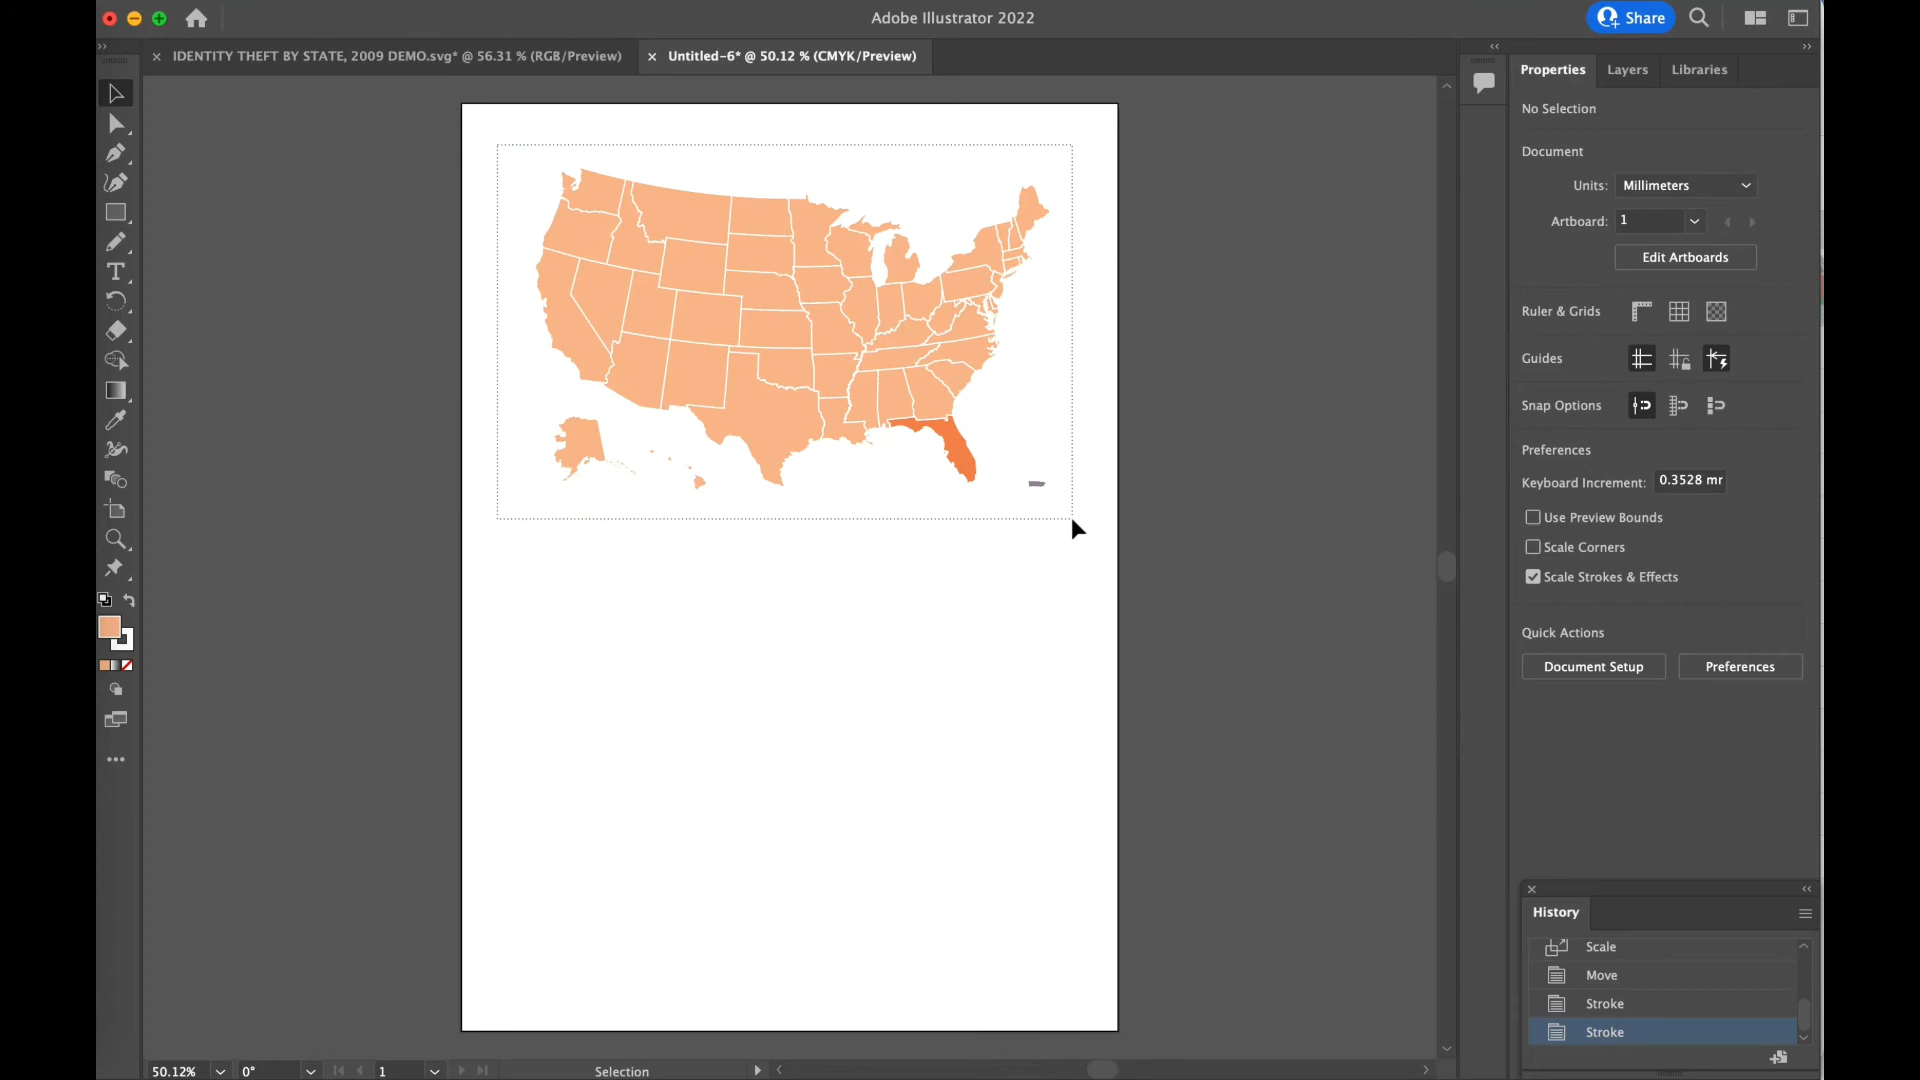 Adobe Illustrator 2022
Share
IDENTITY THEFT BY STATE, 2009 DEMO.svg* @ 56.31 % (RGB/Preview)
Untitled-6* @ 50.12 % (CMYK/Preview)
Properties
Layers
Libraries
No Selection
Document
Units:
Millimeters
Artboard:
1
Edit Artboards
Ruler & Grids
Guides
Snap Options
Preferences
Keyboard Increment:
0.3528 mr
Use Preview Bounds
Scale Corners
Scale Strokes & Effects
Quick Actions
Document Setup
Preferences
History
Scale
Move
Stroke
Stroke
50.12%
0°
1
Selection